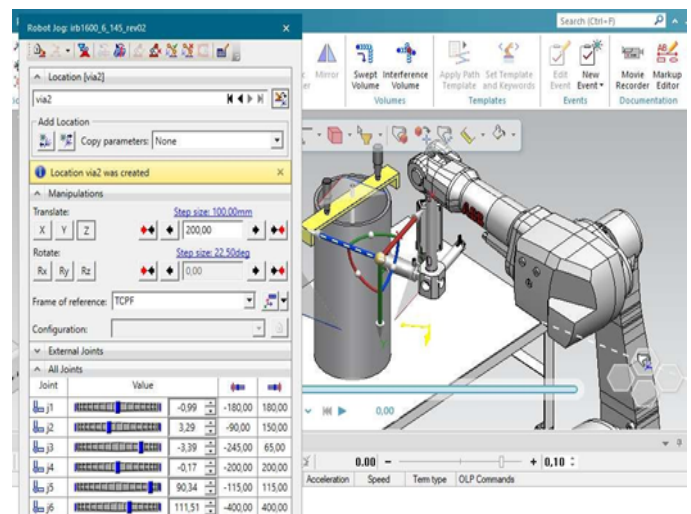 Robot Jog: irb1600_6_145_rev02
Search (Ctrl+F)
Location [via2]
via2
Add Location
Copy parameters: None
Location via2 was created
Manipulations
Translate:
Step size: 100.00mm
X Y Z
200,00
Rotate:
Step size: 22.50deg
Rx Ry Rz
0,00
Frame of reference: TCPF
Configuration:
External Joints
All Joints
Joint Value
j1 -0,99 -180,00 180,00
j2 3,29 -90,00 150,00
j3 -3,39 -245,00 65,00
j4 -0,17 -200,00 200,00
j5 90,34 -115,00 115,00
j6 111,51 -400,00 400,00
Mirror
Swept Volume
Interference Volume
Apply Path Template
Set Template and Keywords
Edit Event
New Event
Movie Recorder
Markup Editor
Volumes
Templates
Events
Documentation
ABB
0,00
0.00 − + 0,10
Acceleration Speed Term type OLP Commands